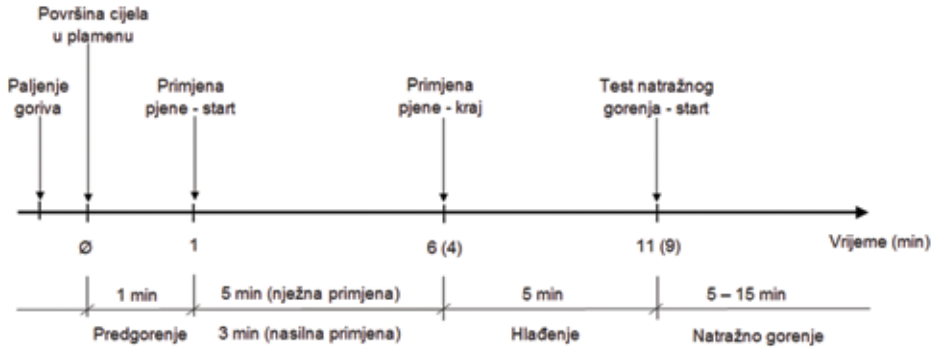 Površina cijela
u plamenu
Paljenje
goriva
Primjena
pjene - start
Primjena
pjene - kraj
Test natražnog
gorenja - start
Ø
1
6 (4)
11 (9)
Vrijeme (min)
1 min
5 min (nježna primjena)
5 min
5 – 15 min
Predgorenje
3 min (nasilna primjena)
Hlađenje
Natražno gorenje